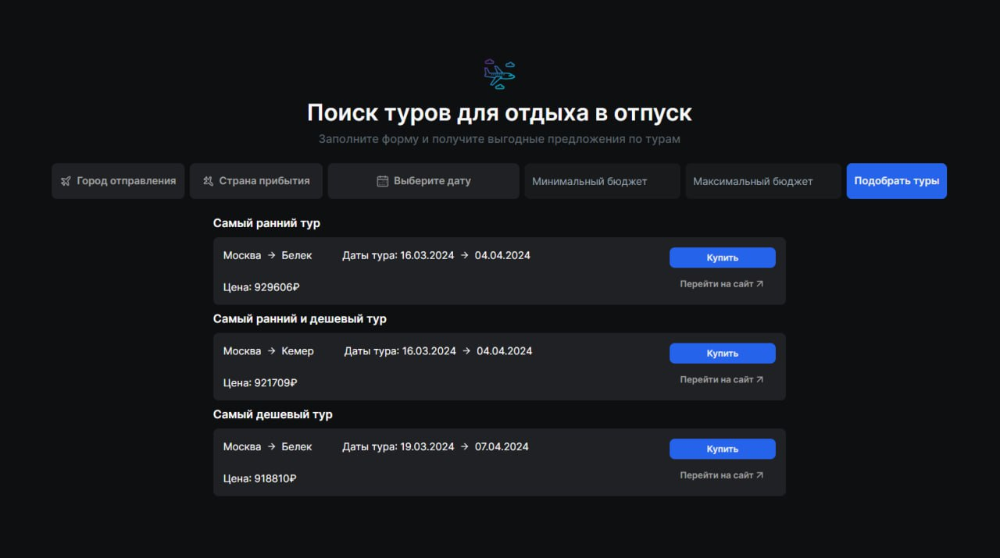 Поиск туров для отдыха в отпуск
Заполните форму и получите выгодные предложения по турам
Город отправления Страна прибытия Выберите дату Минимальный бюджет Максимальный бюджет Подобрать туры
Самый ранний тур
Москва → Белек Даты тура: 16.03.2024 → 04.04.2024 Купить
Цена: 929606₽ Перейти на сайт ↗
Самый ранний и дешевый тур
Москва → Кемер Даты тура: 16.03.2024 → 04.04.2024 Купить
Цена: 921709₽ Перейти на сайт ↗
Самый дешевый тур
Москва → Белек Даты тура: 19.03.2024 → 07.04.2024 Купить
Цена: 918810₽ Перейти на сайт ↗